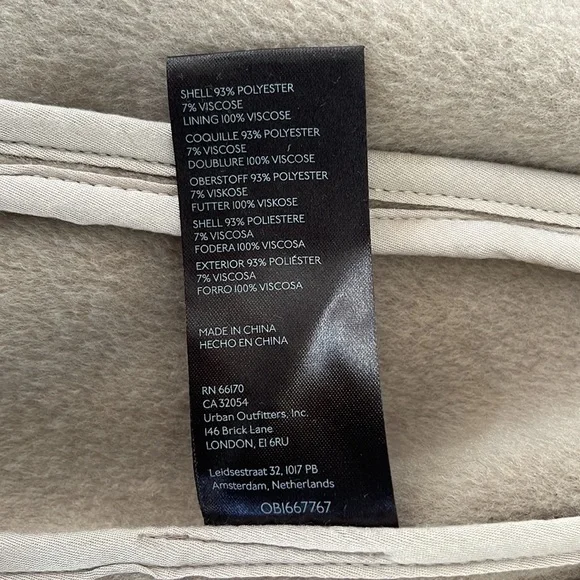 SHELL 93% POLYESTER
7% VISCOSE
LINING 100% VISCOSE
COQUILLE 93% POLYESTER
7% VISCOSE
DOUBLURE 100% VISCOSE
OBERSTOFF 93% POLYESTER
7% VISKOSE
FUTTER 100% VISKOSE
SHELL 93% POLIESTERE
7% VISCOSA
FODERA 100% VISCOSA
EXTERIOR 93% POLIÉSTER
7% VISCOSA
FORRO 100% VISCOSA
MADE IN CHINA
HECHO EN CHINA
RN 66170
CA 32054
Urban Outfitters, Inc.
146 Brick Lane
LONDON, E1 6RU
Leidsestraat 32, 1017 PB
Amsterdam, Netherlands
OB1667767